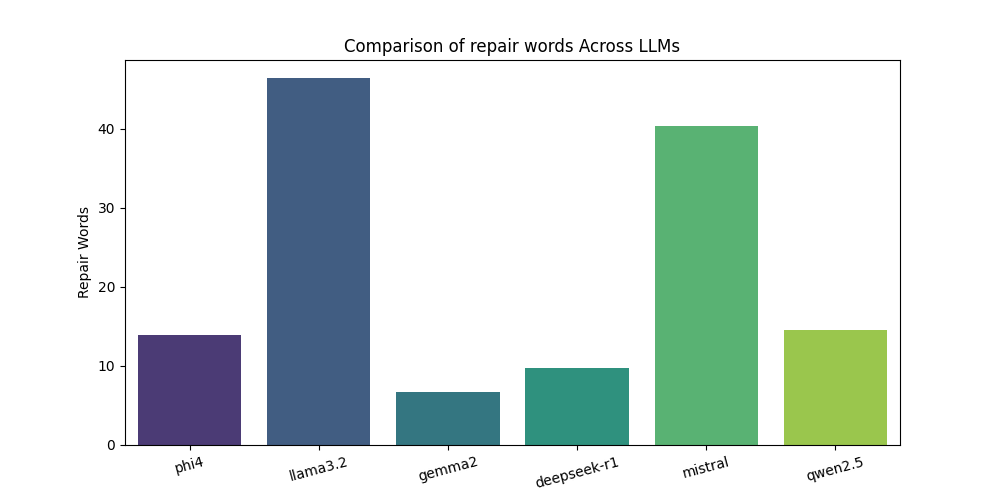 Comparison of repair words Across LLMs
Repair Words
40
30
20
10
0
phi4
llama3.2
gemma2
deepseek-r1
mistral
qwen2.5